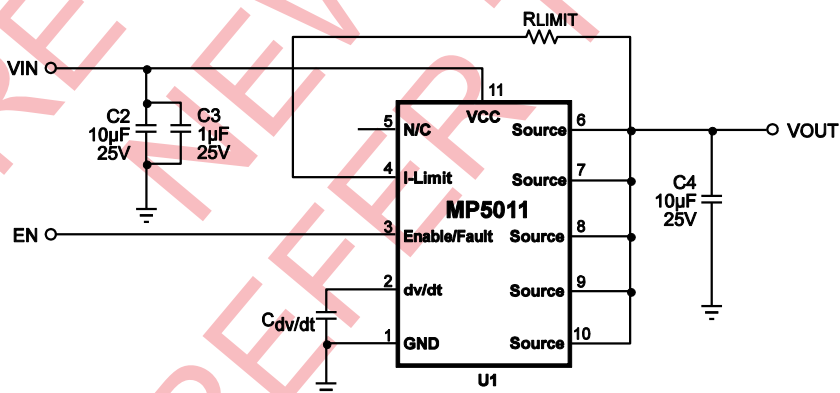 RLIMIT
VIN
11
VCC
C2
10µF
25V
C3
1µF
25V
5
N/C
Source
6
VOUT
4
I-Limit
Source
7
C4
10µF
25V
MP5011
EN
3
Enable/Fault
Source
8
2
dv/dt
Source
9
Cdv/dt
1
GND
Source
10
U1